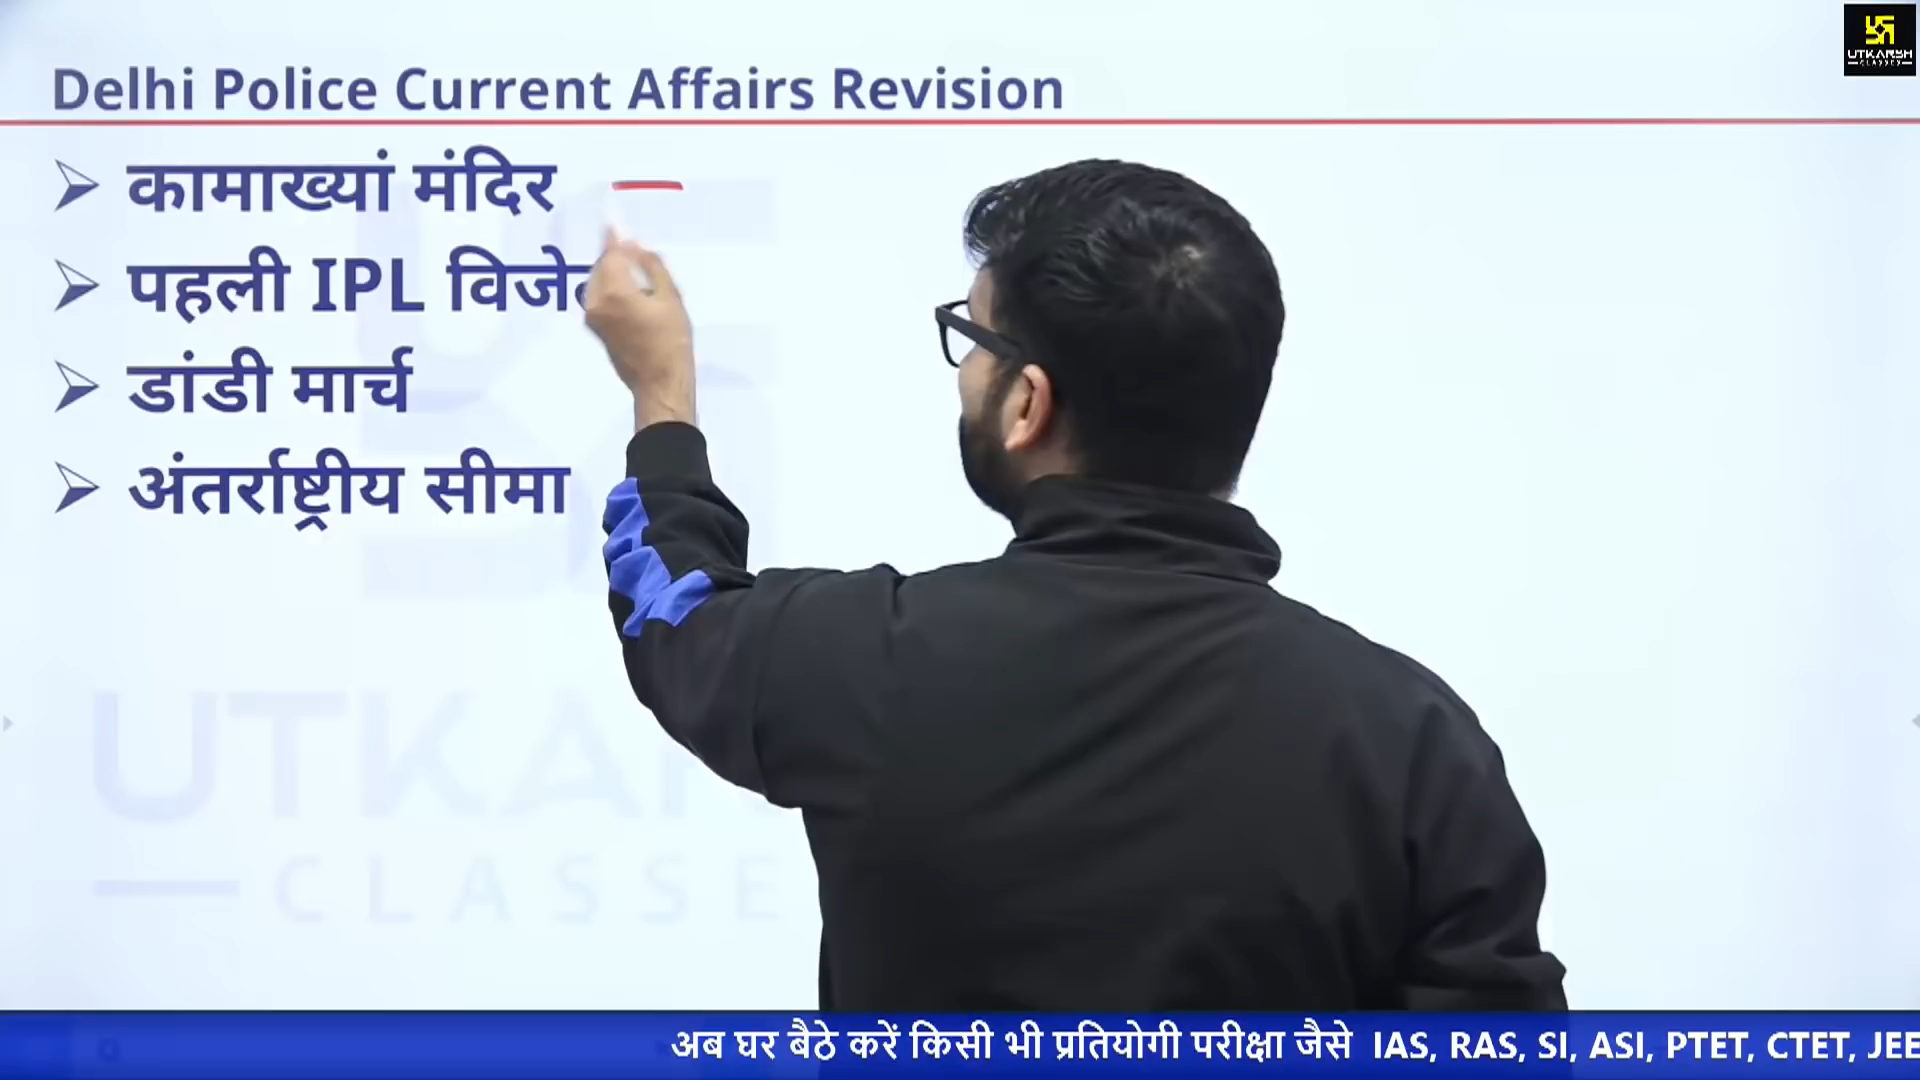 UTKARSH
CLASSES
Delhi Police Current Affairs Revision
कामाख्यां मंदिर
पहली IPL
डांडी मार्च
अंतर्राष्ट्रीय सीमा
अब घर बैठे करें किसी भी प्रतियोगी परीक्षा जैसे IAS, RAS, SI, ASI, PTET, CTET, JEE